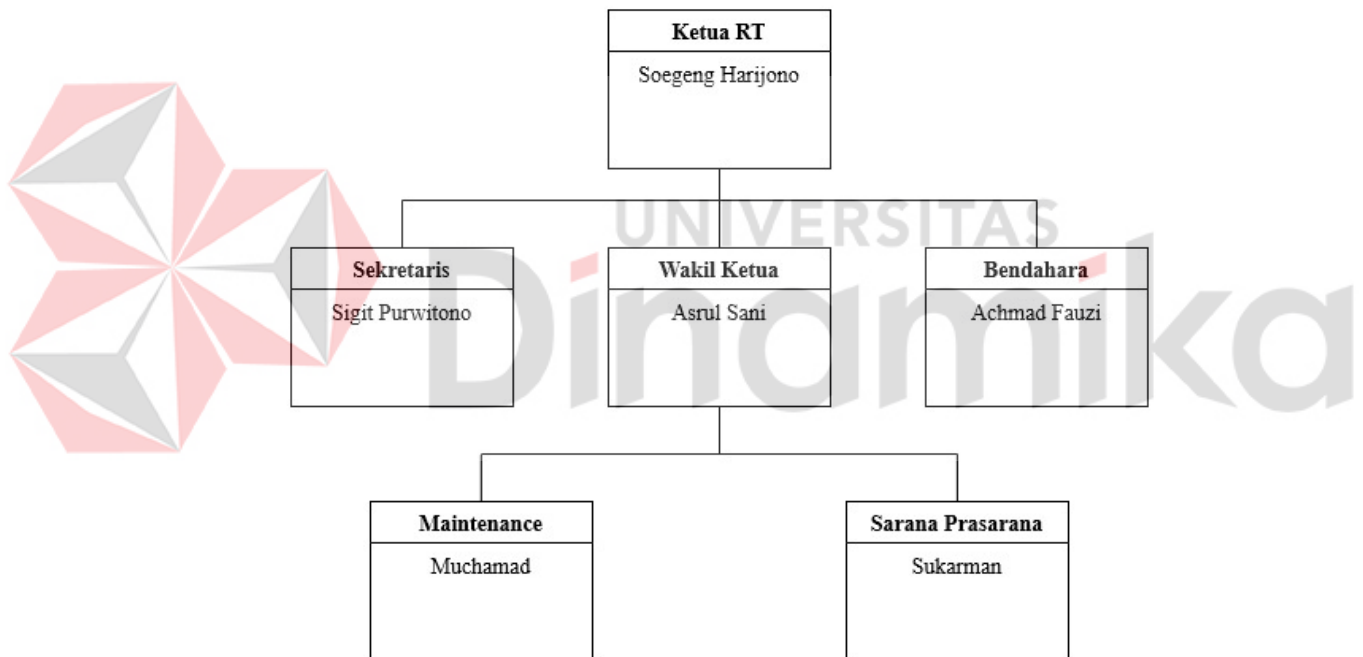 Ketua RT
Soegeng Harijono
UNIVERSITAS
Dinamika
Sekretaris
Sigit Purwitono
Wakil Ketua
Asrul Sani
Bendahara
Achmad Fauzi
Maintenance
Muchamad
Sarana Prasarana
Sukarman